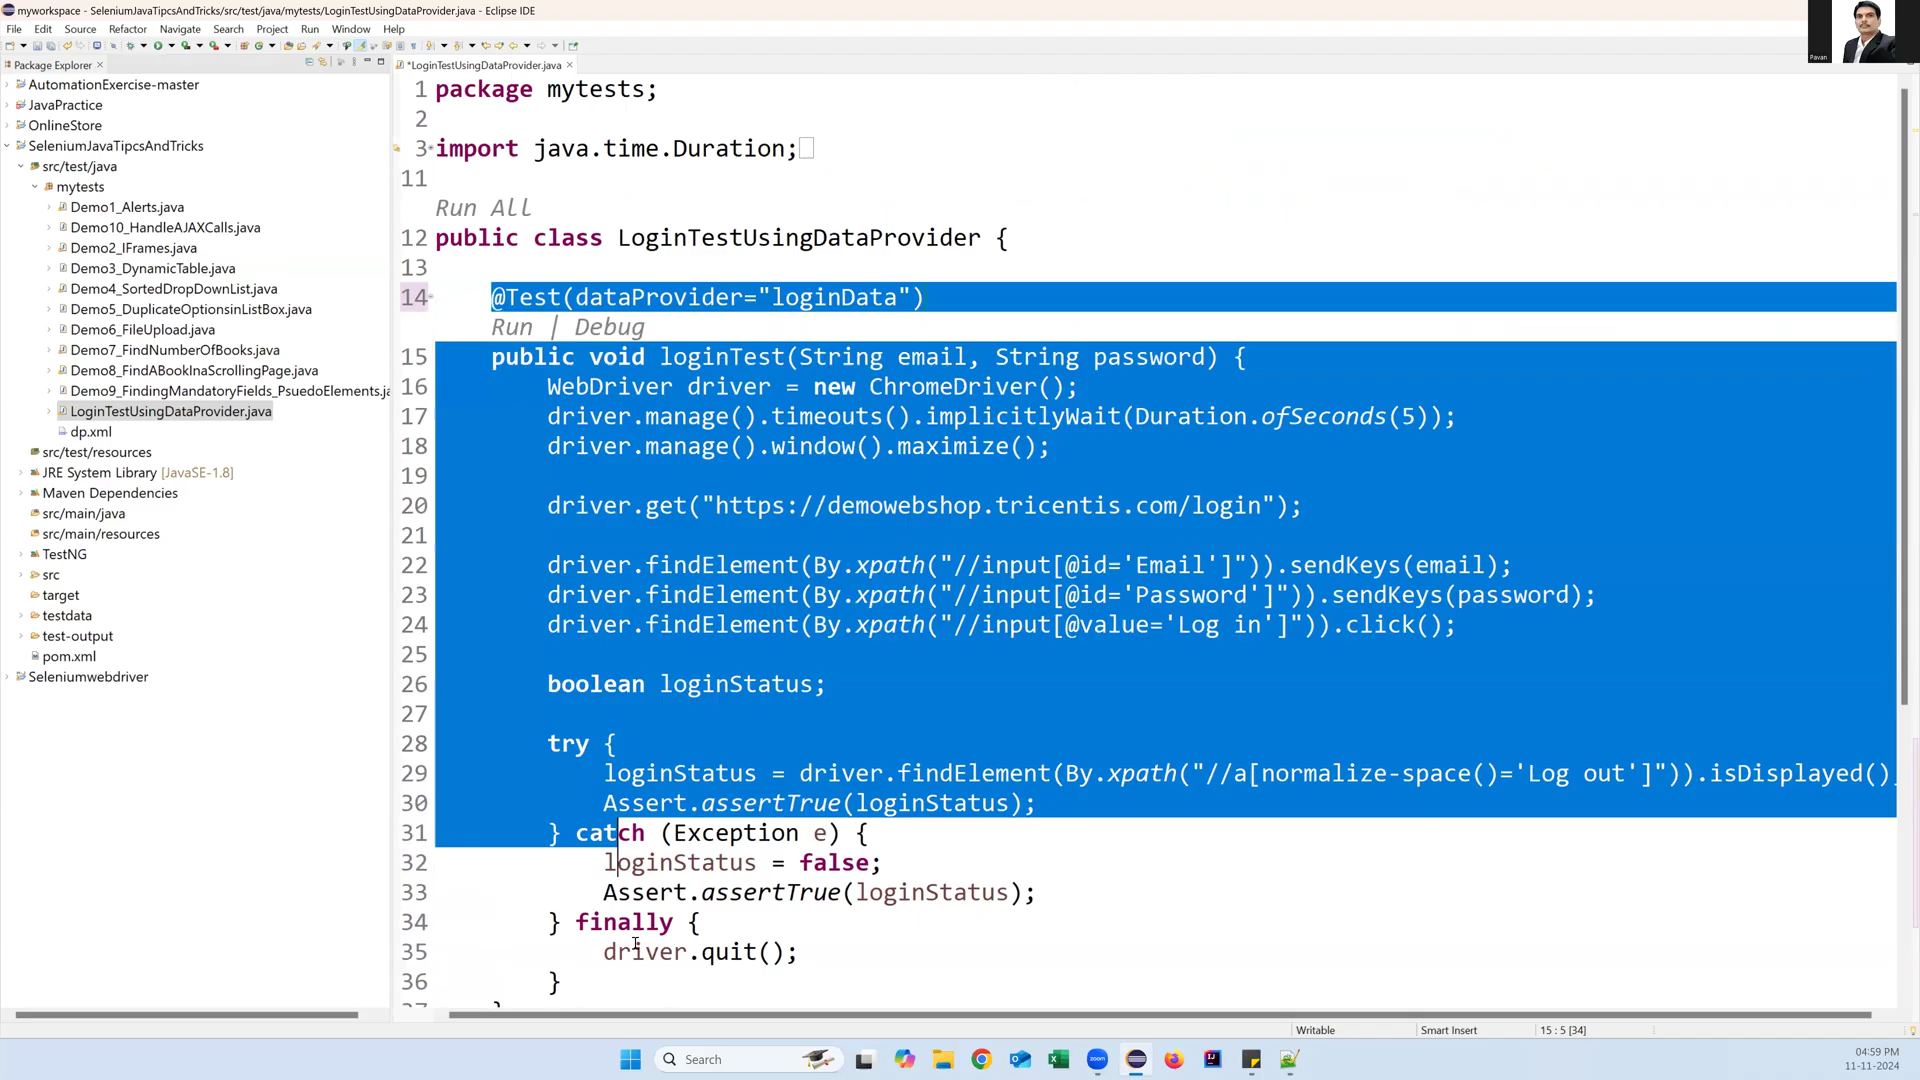 myworkspace - SeleniumJavaTipcsAndTricks/src/test/java/mytests/LoginTestUsingDataProvider.java - Eclipse IDE
File Edit Source Refactor Navigate Search Project Run Window Help
Pavan
Package Explorer
*LoginTestUsingDataProvider.java
AutomationExercise-master
JavaPractice
OnlineStore
SeleniumJavaTipcsAndTricks
src/test/java
mytests
Demo1_Alerts.java
Demo10_HandleAJAXCalls.java
Demo2_IFrames.java
Demo3_DynamicTable.java
Demo4_SortedDropDownList.java
Demo5_DuplicateOptionsinListBox.java
Demo6_FileUpload.java
Demo7_FindNumberOfBooks.java
Demo8_FindABookInaScrollingPage.java
Demo9_FindingMandatoryFields_PsuedoElements.ja
LoginTestUsingDataProvider.java
dp.xml
src/test/resources
JRE System Library [JavaSE-1.8]
Maven Dependencies
src/main/java
src/main/resources
TestNG
src
target
testdata
test-output
pom.xml
Seleniumwebdriver
1 package mytests;
2
3 import java.time.Duration;
11
Run All
12 public class LoginTestUsingDataProvider {
13
14 @Test(dataProvider="loginData")
Run | Debug
15 public void loginTest(String email, String password) {
16 WebDriver driver = new ChromeDriver();
17 driver.manage().timeouts().implicitlyWait(Duration.ofSeconds(5));
18 driver.manage().window().maximize();
19
20 driver.get("https://demowebshop.tricentis.com/login");
21
22 driver.findElement(By.xpath("//input[@id='Email']")).sendKeys(email);
23 driver.findElement(By.xpath("//input[@id='Password']")).sendKeys(password);
24 driver.findElement(By.xpath("//input[@value='Log in']")).click();
25
26 boolean loginStatus;
27
28 try {
29 loginStatus = driver.findElement(By.xpath("//a[normalize-space()='Log out']")).isDisplayed();
30 Assert.assertTrue(loginStatus);
31 } catch (Exception e) {
32 loginStatus = false;
33 Assert.assertTrue(loginStatus);
34 } finally {
35 driver.quit();
36 }
Writable Smart Insert 15 : 5 [34]
Search
04:59 PM
11-11-2024